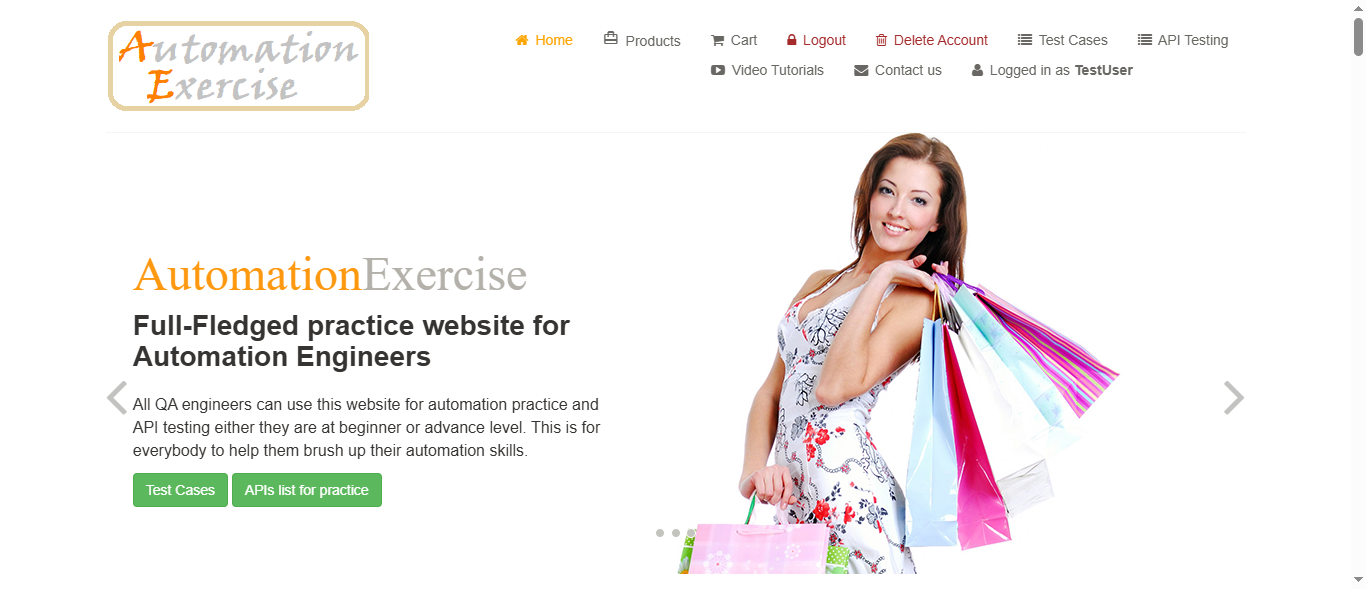 Automation
Exercise
Home Products Cart Logout Delete Account Test Cases API Testing
Video Tutorials Contact us Logged in as TestUser
AutomationExercise
Full-Fledged practice website for
Automation Engineers
All QA engineers can use this website for automation practice and
API testing either they are at beginner or advance level. This is for
everybody to help them brush up their automation skills.
Test Cases APIs list for practice